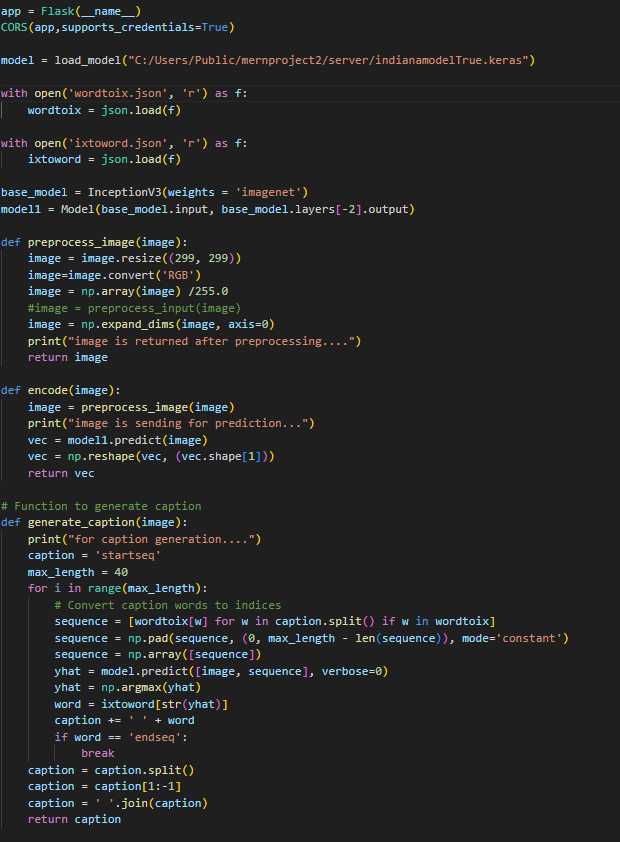 app = Flask(__name__)
CORS(app,supports_credentials=True)
model = load_model("C:/Users/Public/mernproject2/server/indianamodelTrue.keras")
with open('wordtoix.json', 'r') as f:
    wordtoix = json.load(f)
with open('ixtoword.json', 'r') as f:
    ixtoword = json.load(f)
base_model = InceptionV3(weights = 'imagenet')
model1 = Model(base_model.input, base_model.layers[-2].output)
def preprocess_image(image):
    image = image.resize((299, 299))
    image=image.convert('RGB')
    image = np.array(image) /255.0
    #image = preprocess_input(image)
    image = np.expand_dims(image, axis=0)
    print("image is returned after preprocessing....")
    return image
def encode(image):
    image = preprocess_image(image)
    print("image is sending for prediction...")
    vec = model1.predict(image)
    vec = np.reshape(vec, (vec.shape[1]))
    return vec
# Function to generate caption
def generate_caption(image):
    print("for caption generation....")
    caption = 'startseq'
    max_length = 40
    for i in range(max_length):
        # Convert caption words to indices
        sequence = [wordtoix[w] for w in caption.split() if w in wordtoix]
        sequence = np.pad(sequence, (0, max_length - len(sequence)), mode='constant')
        sequence = np.array([sequence])
        yhat = model.predict([image, sequence], verbose=0)
        yhat = np.argmax(yhat)
        word = ixtoword[str(yhat)]
        caption += ' ' + word
        if word == 'endseq':
            break
    caption = caption.split()
    caption = caption[1:-1]
    caption = ' '.join(caption)
    return caption